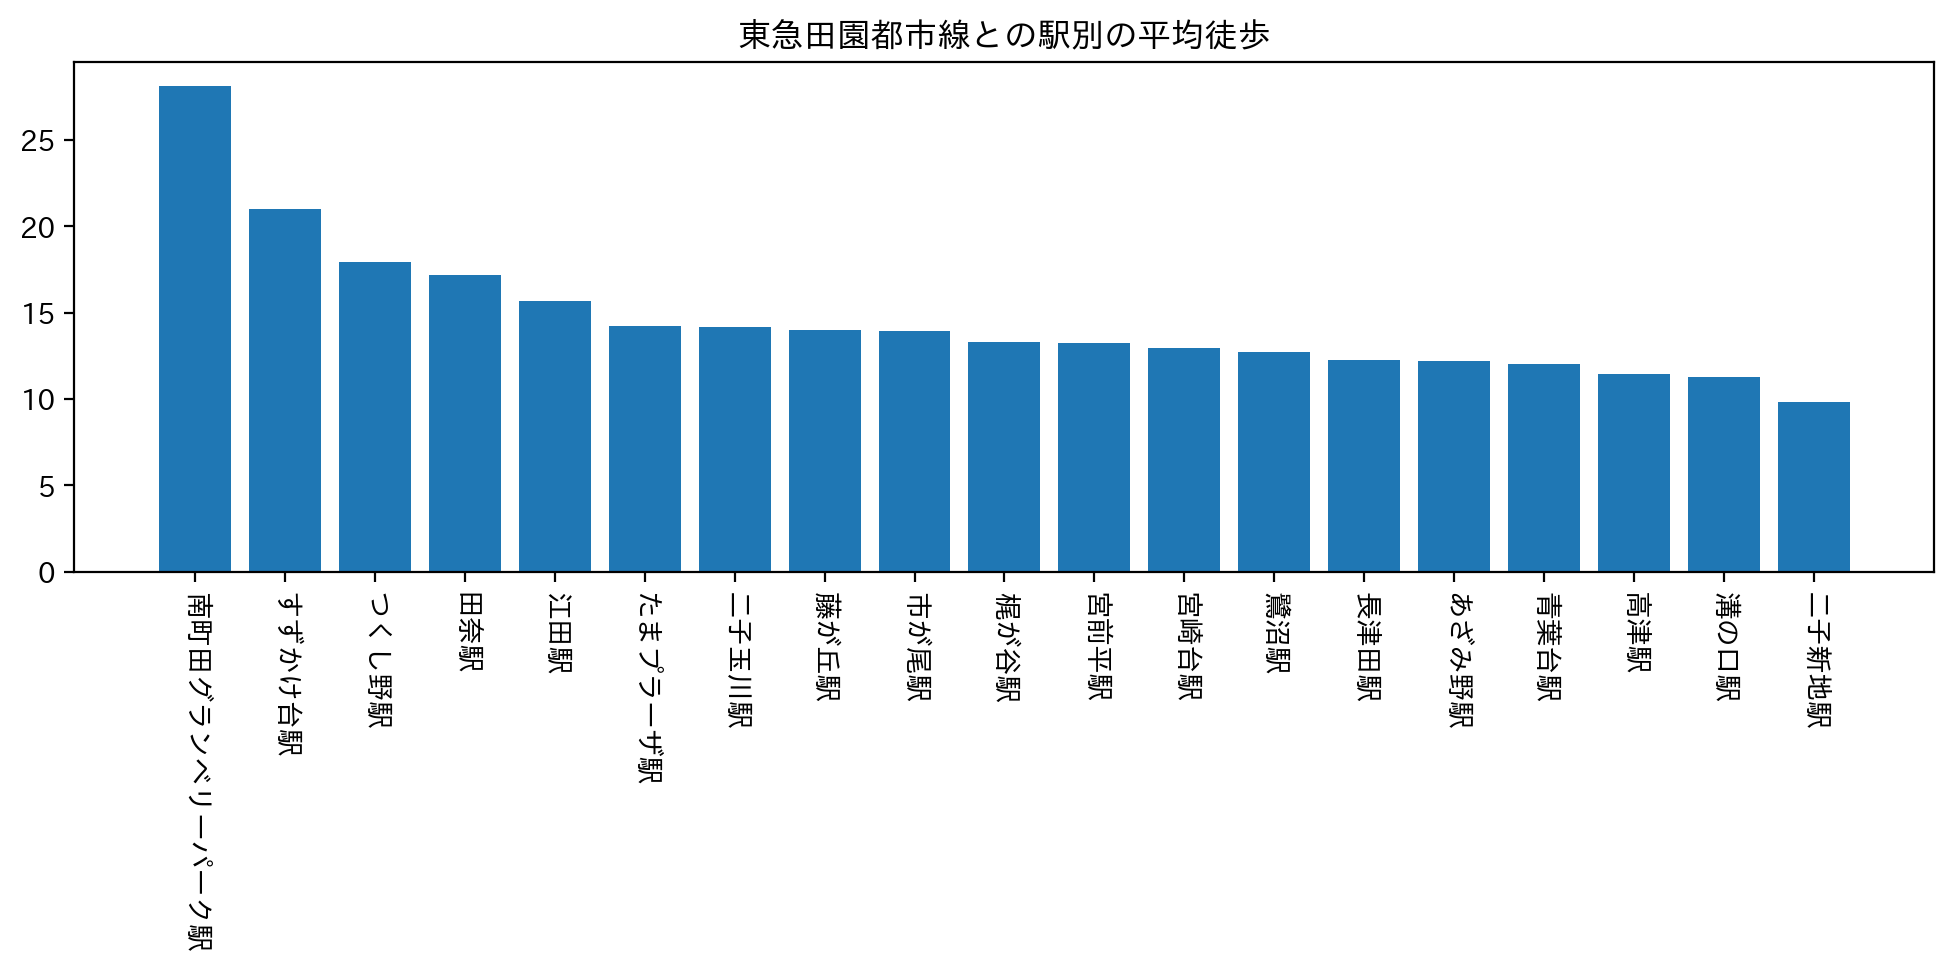 東急田園都市線との駅別の平均徒歩
25
20
15
10
5
0
南町田グランベリーパーク駅
すずかけ台駅
つくし野駅
田奈駅
江田駅
たまプラーザ駅
二子玉川駅
藤が丘駅
市が尾駅
梶が谷駅
宮前平駅
宮崎台駅
鷺沼駅
長津田駅
あざみ野駅
青葉台駅
高津駅
溝の口駅
二子新地駅